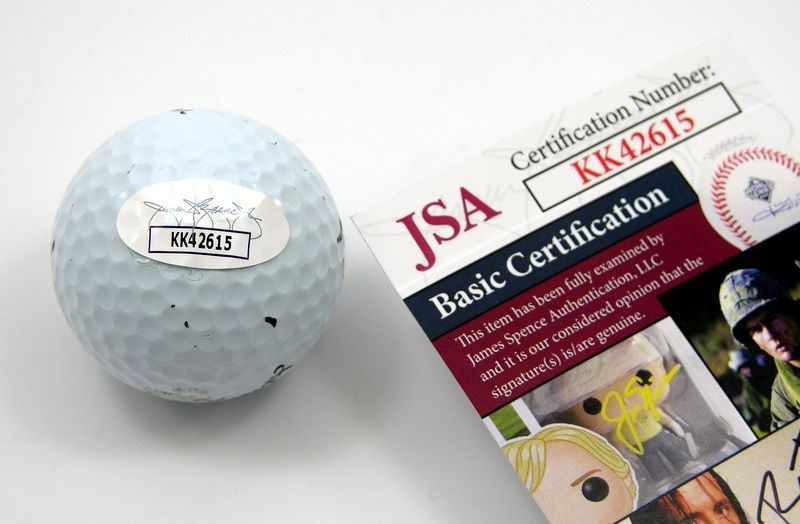 KK42615
Certification Number:
KK42615
JSA
Basic Certification
This item has been fully examined by
James Spence Authentication, LLC
and it is our considered opinion that the
signature(s) is/are genuine.